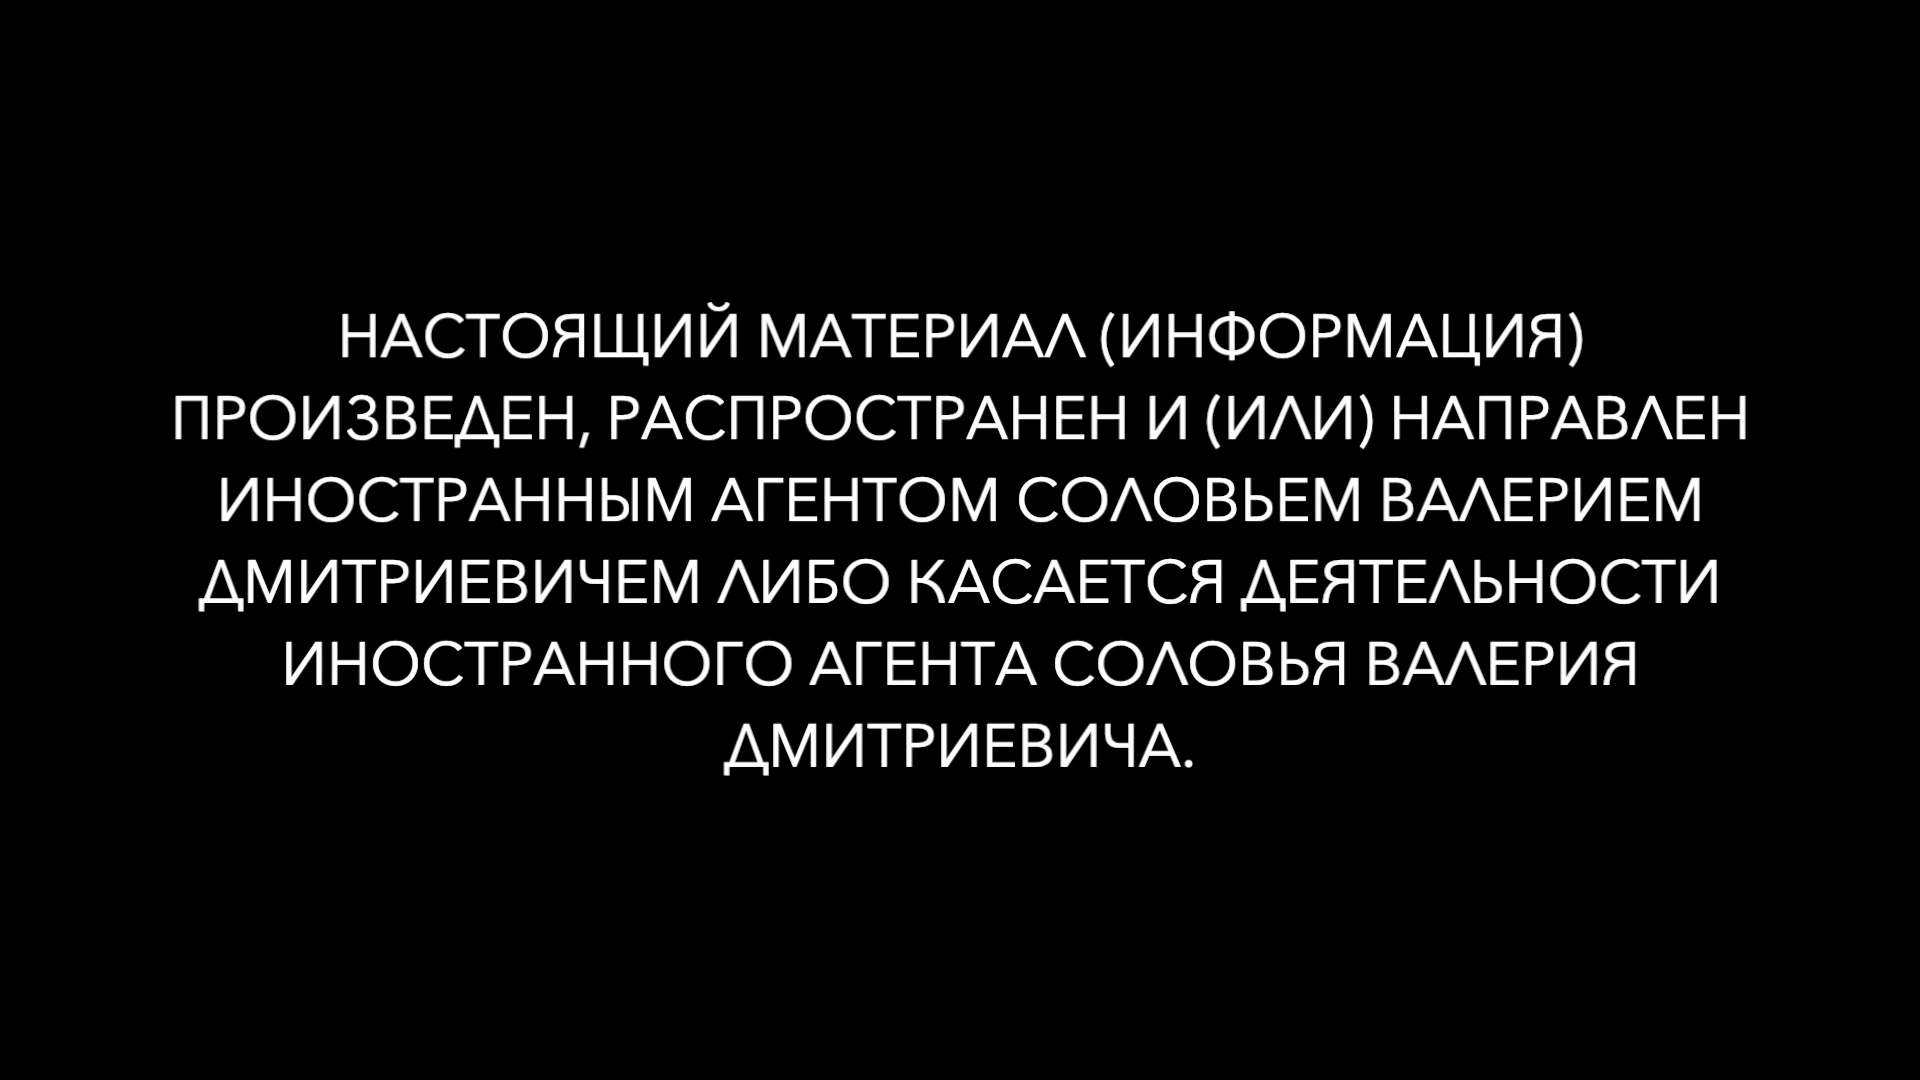 НАСТОЯЩИЙ МАТЕРИАЛ (ИНФОРМАЦИЯ)
ПРОИЗВЕДЕН, РАСПРОСТРАНЕН И (ИЛИ) НАПРАВЛЕН
ИНОСТРАННЫМ АГЕНТОМ СОЛОВЬЕМ ВАЛЕРИЕМ
ДМИТРИЕВИЧЕМ ЛИБО КАСАЕТСЯ ДЕЯТЕЛЬНОСТИ
ИНОСТРАННОГО АГЕНТА СОЛОВЬЯ ВАЛЕРИЯ
ДМИТРИЕВИЧА.